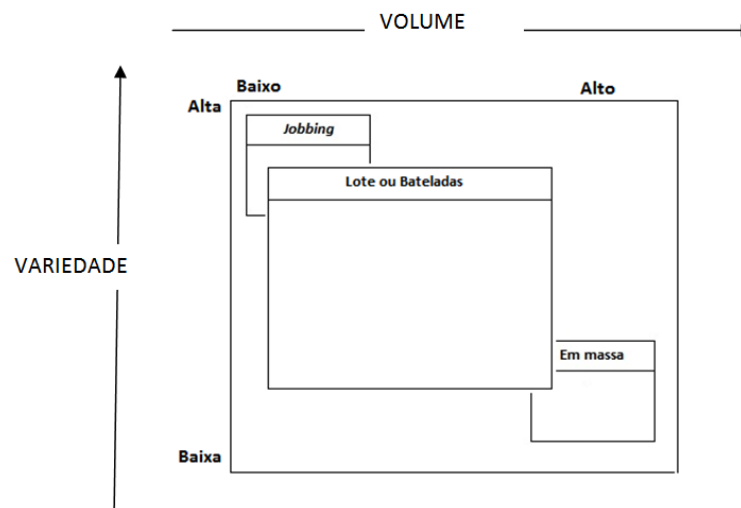 VOLUME
Baixo
Alto
Alta
Jobbing
Lote ou Bateladas
VARIEDADE
Em massa
Baixa